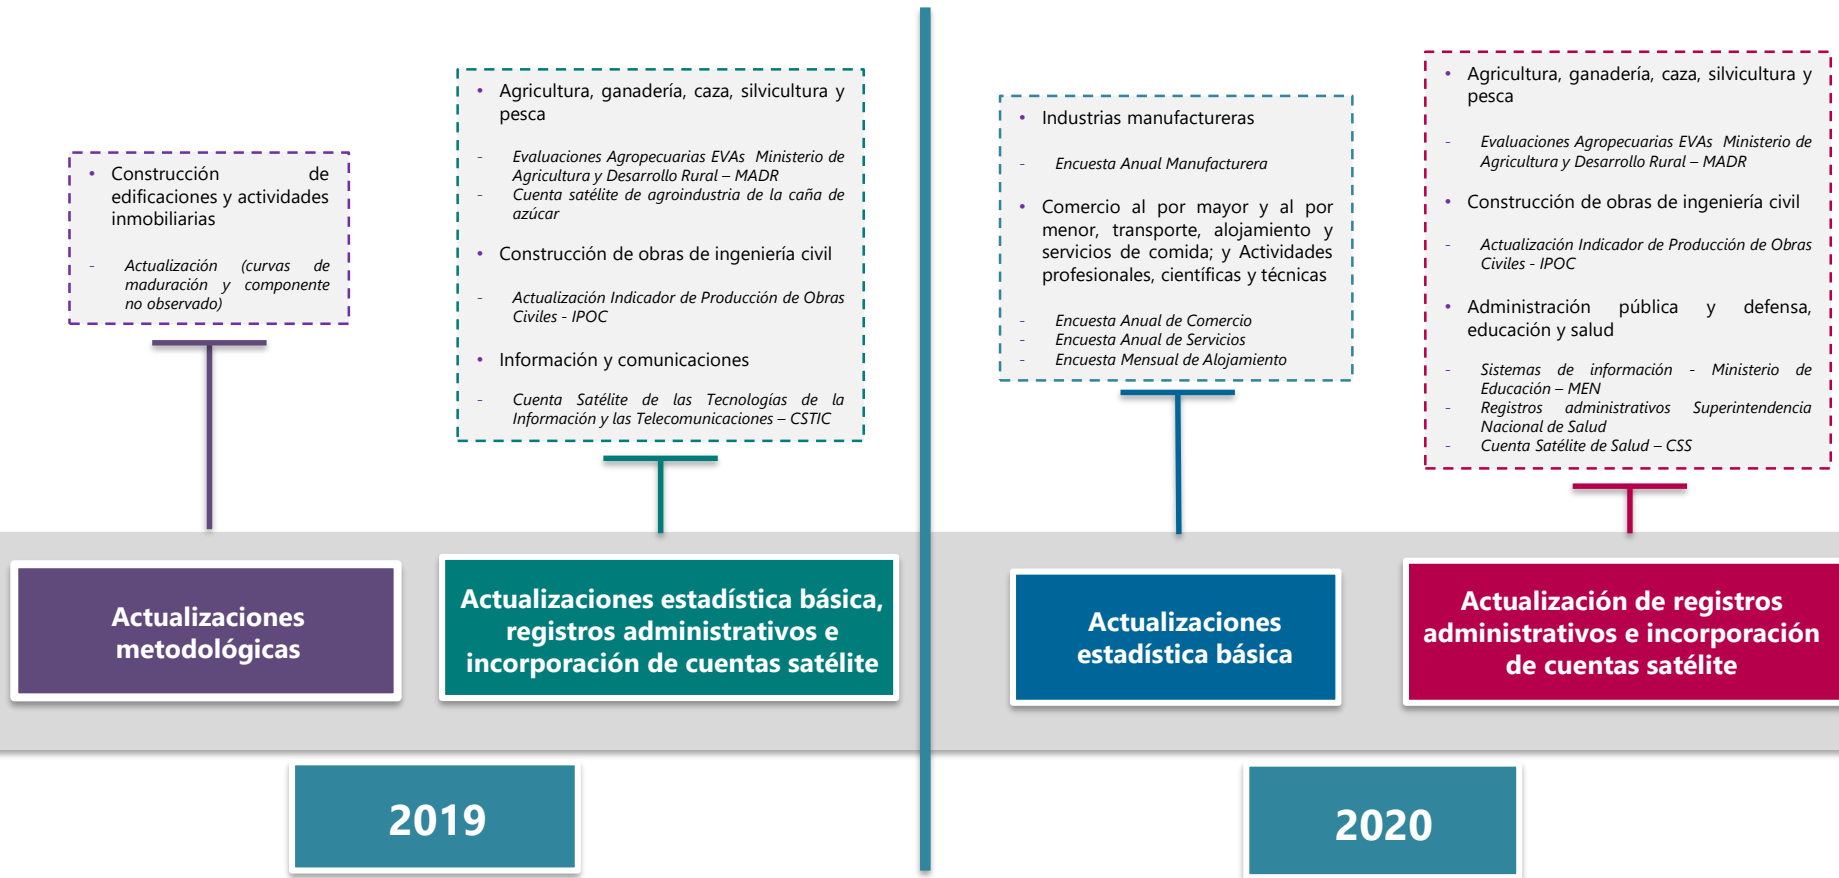 • Construcción de
edificaciones y actividades
inmobiliarias
- Actualización (curvas de
maduración y componente
no observado)
Actualizaciones
metodológicas
• Agricultura, ganadería, caza, silvicultura y
pesca
- Evaluaciones Agropecuarias EVAs Ministerio de
Agricultura y Desarrollo Rural – MADR
- Cuenta satélite de agroindustria de la caña de
azúcar
• Construcción de obras de ingeniería civil
- Actualización Indicador de Producción de Obras
Civiles - IPOC
• Información y comunicaciones
- Cuenta Satélite de las Tecnologías de la
Información y las Telecomunicaciones – CSTIC
Actualizaciones estadística básica,
registros administrativos e
incorporación de cuentas satélite
2019
• Industrias manufactureras
- Encuesta Anual Manufacturera
• Comercio al por mayor y al por
menor, transporte, alojamiento y
servicios de comida; y Actividades
profesionales, científicas y técnicas
- Encuesta Anual de Comercio
- Encuesta Anual de Servicios
- Encuesta Mensual de Alojamiento
Actualizaciones
estadística básica
• Agricultura, ganadería, caza, silvicultura y
pesca
- Evaluaciones Agropecuarias EVAs Ministerio de
Agricultura y Desarrollo Rural – MADR
• Construcción de obras de ingeniería civil
- Actualización Indicador de Producción de Obras
Civiles - IPOC
• Administración pública y defensa,
educación y salud
- Sistemas de información - Ministerio de
Educación – MEN
- Registros administrativos Superintendencia
Nacional de Salud
- Cuenta Satélite de Salud – CSS
Actualización de registros
administrativos e incorporación
de cuentas satélite
2020